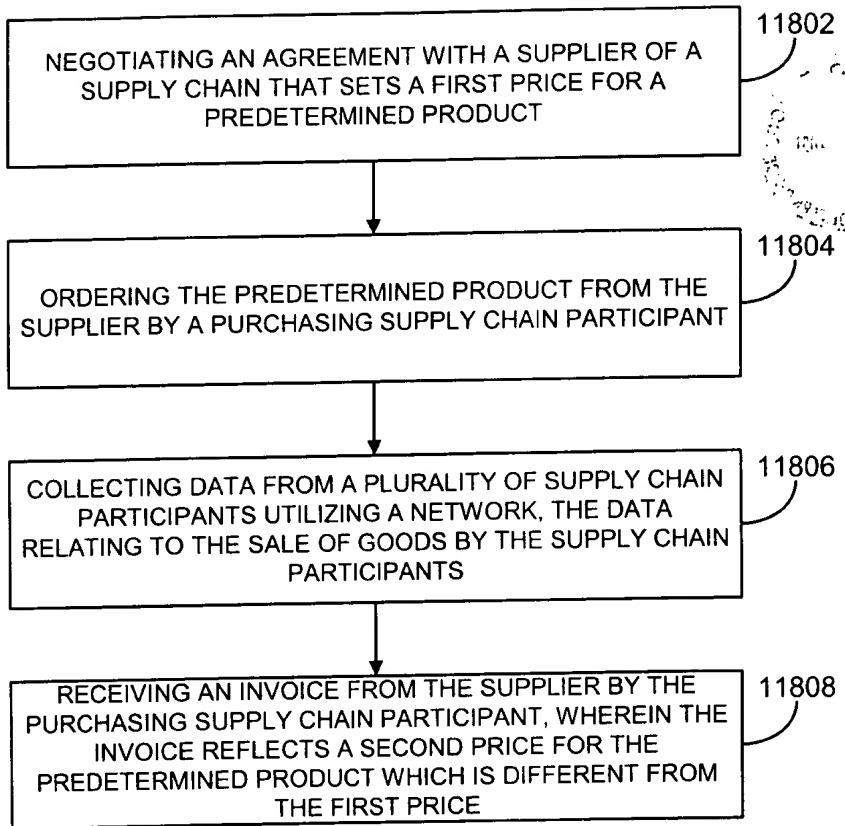 11802
NEGOTIATING AN AGREEMENT WITH A SUPPLIER OF A
SUPPLY CHAIN THAT SETS A FIRST PRICE FOR A
PREDETERMINED PRODUCT
11804
ORDERING THE PREDETERMINED PRODUCT FROM THE
SUPPLIER BY A PURCHASING SUPPLY CHAIN PARTICIPANT
11806
COLLECTING DATA FROM A PLURALITY OF SUPPLY CHAIN
PARTICIPANTS UTILIZING A NETWORK, THE DATA
RELATING TO THE SALE OF GOODS BY THE SUPPLY CHAIN
PARTICIPANTS
11808
RECEIVING AN INVOICE FROM THE SUPPLIER BY THE
PURCHASING SUPPLY CHAIN PARTICIPANT, WHEREIN THE
INVOICE REFLECTS A SECOND PRICE FOR THE
PREDETERMINED PRODUCT WHICH IS DIFFERENT FROM
THE FIRST PRICE